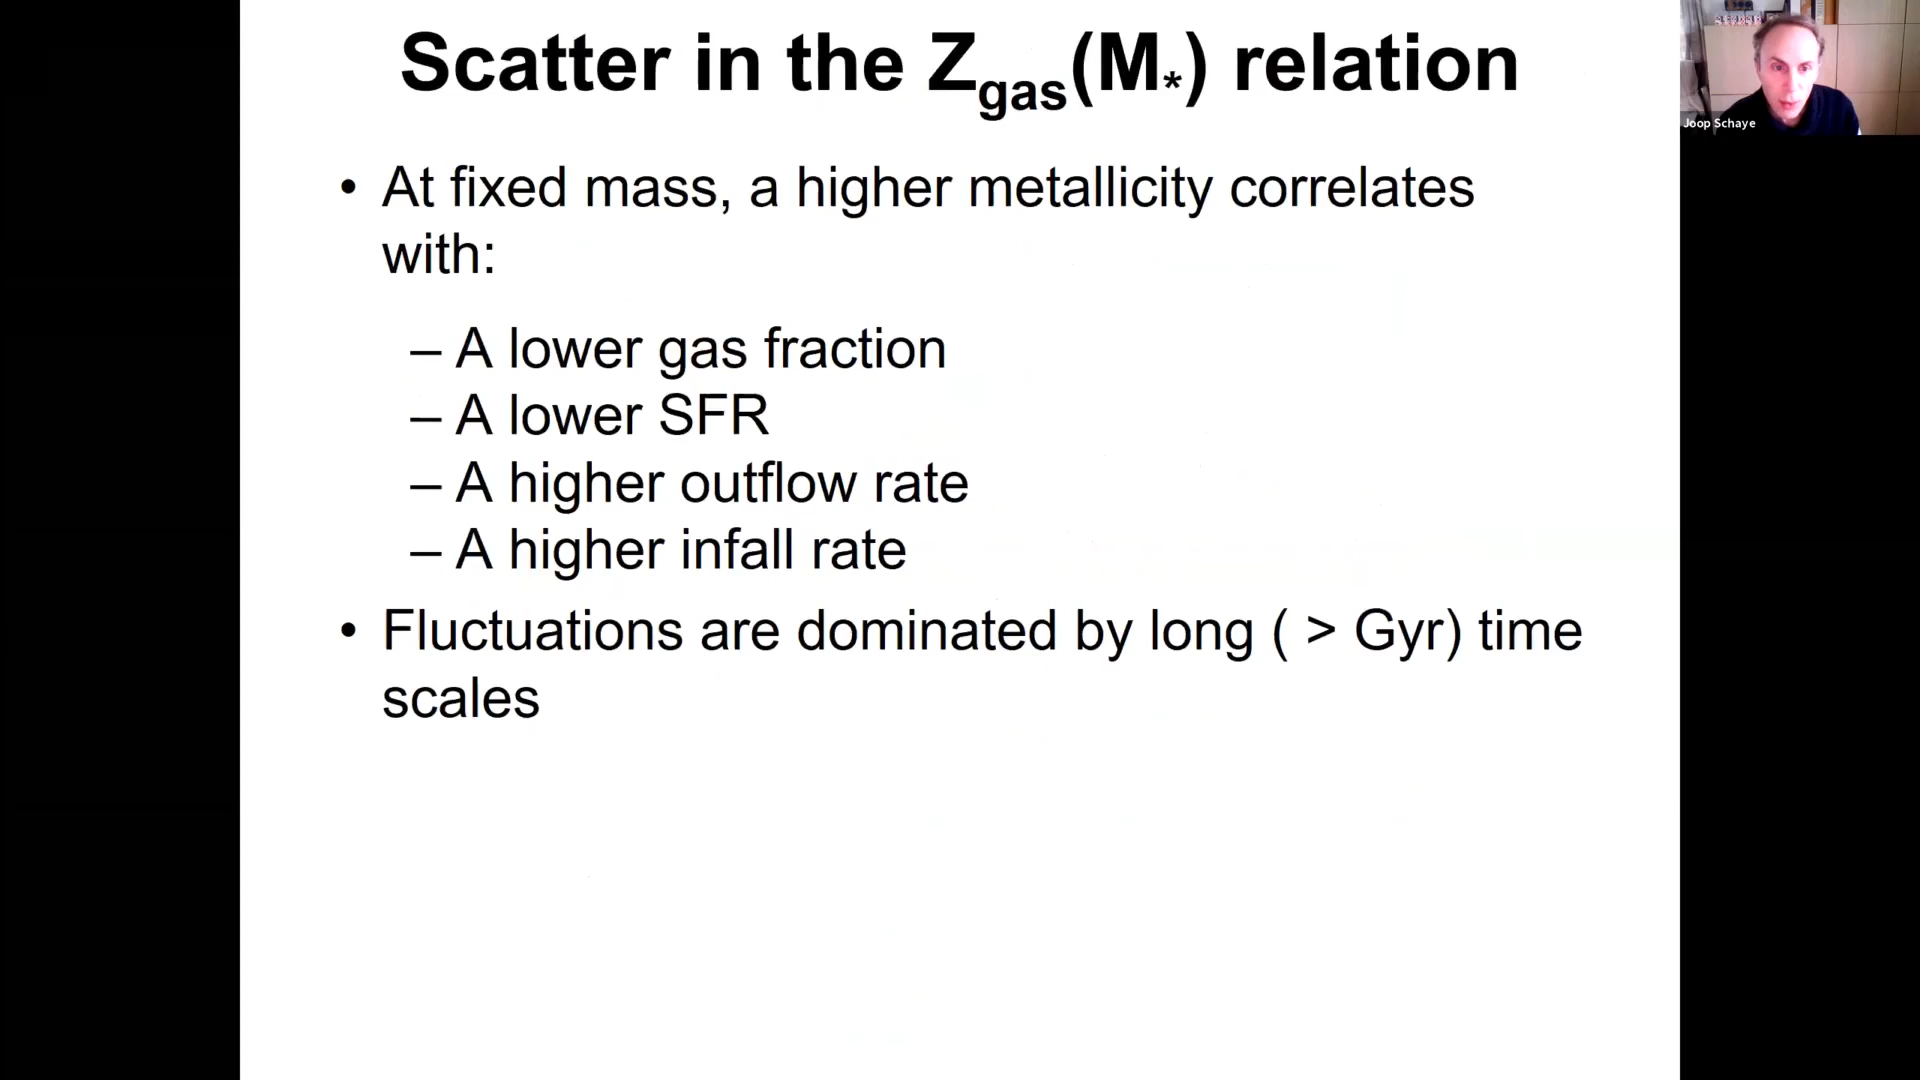 Scatter in the Zgas(M*) relation
Joop Schaye
• At fixed mass, a higher metallicity correlates
with:
– A lower gas fraction
– A lower SFR
– A higher outflow rate
– A higher infall rate
• Fluctuations are dominated by long ( > Gyr) time
scales